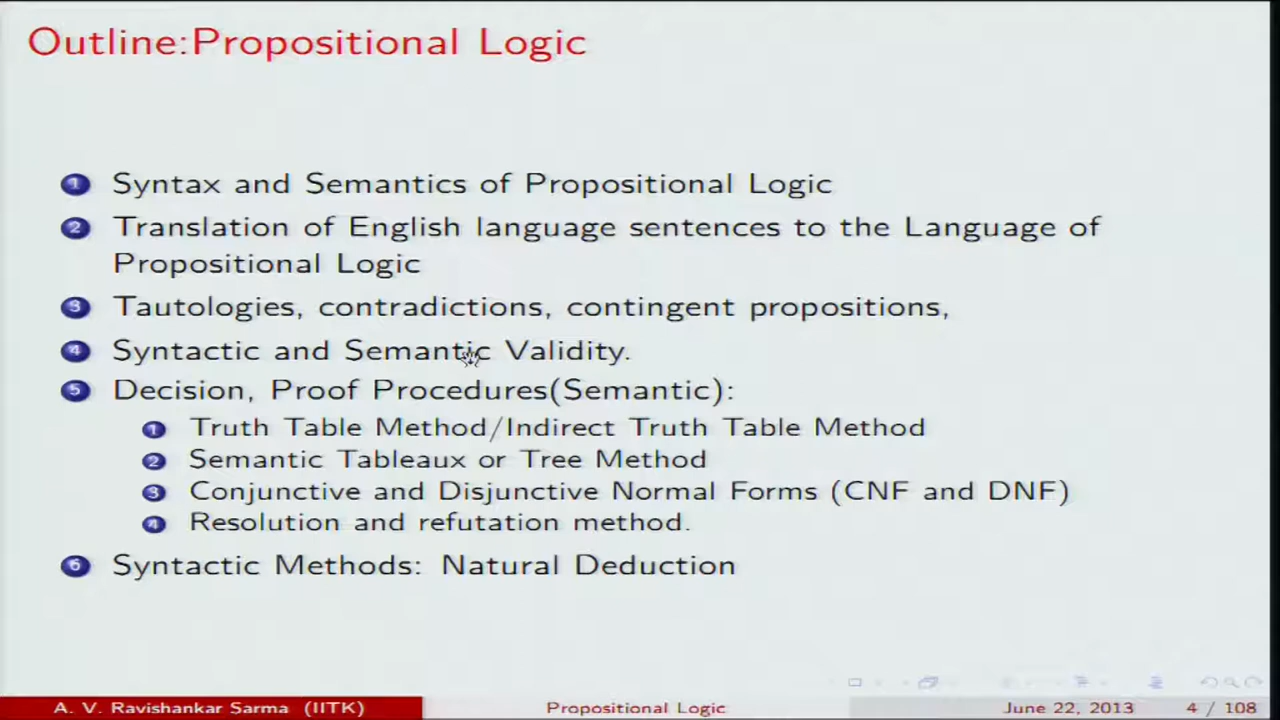 Outline:Propositional Logic
1 Syntax and Semantics of Propositional Logic
2 Translation of English language sentences to the Language of
Propositional Logic
3 Tautologies, contradictions, contingent propositions,
4 Syntactic and Semantic Validity.
5 Decision, Proof Procedures(Semantic):
1 Truth Table Method/Indirect Truth Table Method
2 Semantic Tableaux or Tree Method
3 Conjunctive and Disjunctive Normal Forms (CNF and DNF)
4 Resolution and refutation method.
6 Syntactic Methods: Natural Deduction
A. V. Ravishankar Sarma (IITK) Propositional Logic June 22, 2013 4 / 108